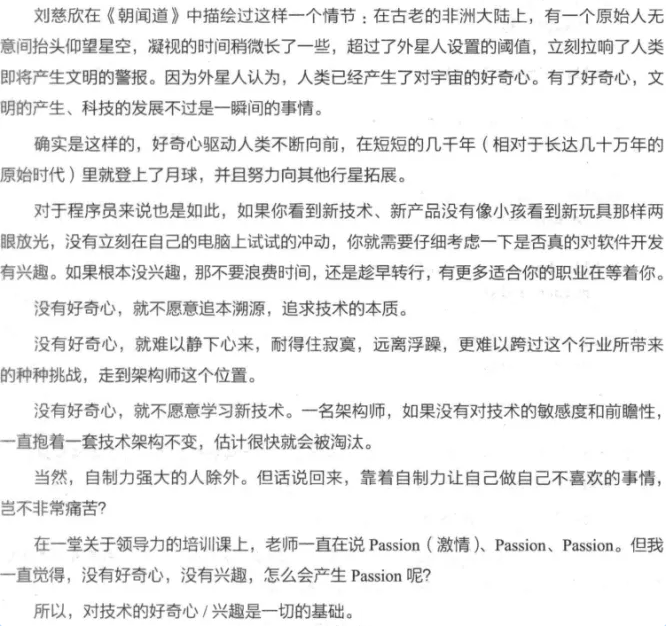 刘慈欣在《朝闻道》中描绘过这样一个情节：在古老的非洲大陆上，有一个原始人无
意间抬头仰望星空，凝视的时间稍微长了一些，超过了外星人设置的阈值，立刻拉响了人类
即将产生文明的警报。因为外星人认为，人类已经产生了对宇宙的好奇心。有了好奇心，文
明的产生、科技的发展不过是一瞬间的事情。
确实是这样的，好奇心驱动人类不断向前，在短短的几千年（相对于长达几十万年的
原始时代）里就登上了月球，并且努力向其他行星拓展。
对于程序员来说也是如此，如果你看到新技术、新产品没有像小孩看到新玩具那样两
眼放光，没有立刻在自己的电脑上试试的冲动，你就需要仔细考虑一下是否真的对软件开发
有兴趣。如果根本没兴趣，那不要浪费时间，还是趁早转行，有更多适合你的职业在等着你。
没有好奇心，就不愿意追本溯源，追求技术的本质。
没有好奇心，就难以静下心来，耐得住寂寞，远离浮躁，更难以跨过这个行业所带来
的种种挑战，走到架构师这个位置。
没有好奇心，就不愿意学习新技术。一名架构师，如果没有对技术的敏感度和前瞻性，
一直抱着一套技术架构不变，估计很快就会被淘汰。
当然，自制力强大的人除外。但话说回来，靠着自制力让自己做自己不喜欢的事情，
岂不非常痛苦?
在一堂关于领导力的培训课上，老师一直在说 Passion（激情）、Passion、Passion。但我
一直觉得，没有好奇心，没有兴趣，怎么会产生 Passion 呢?
所以，对技术的好奇心 / 兴趣是一切的基础。